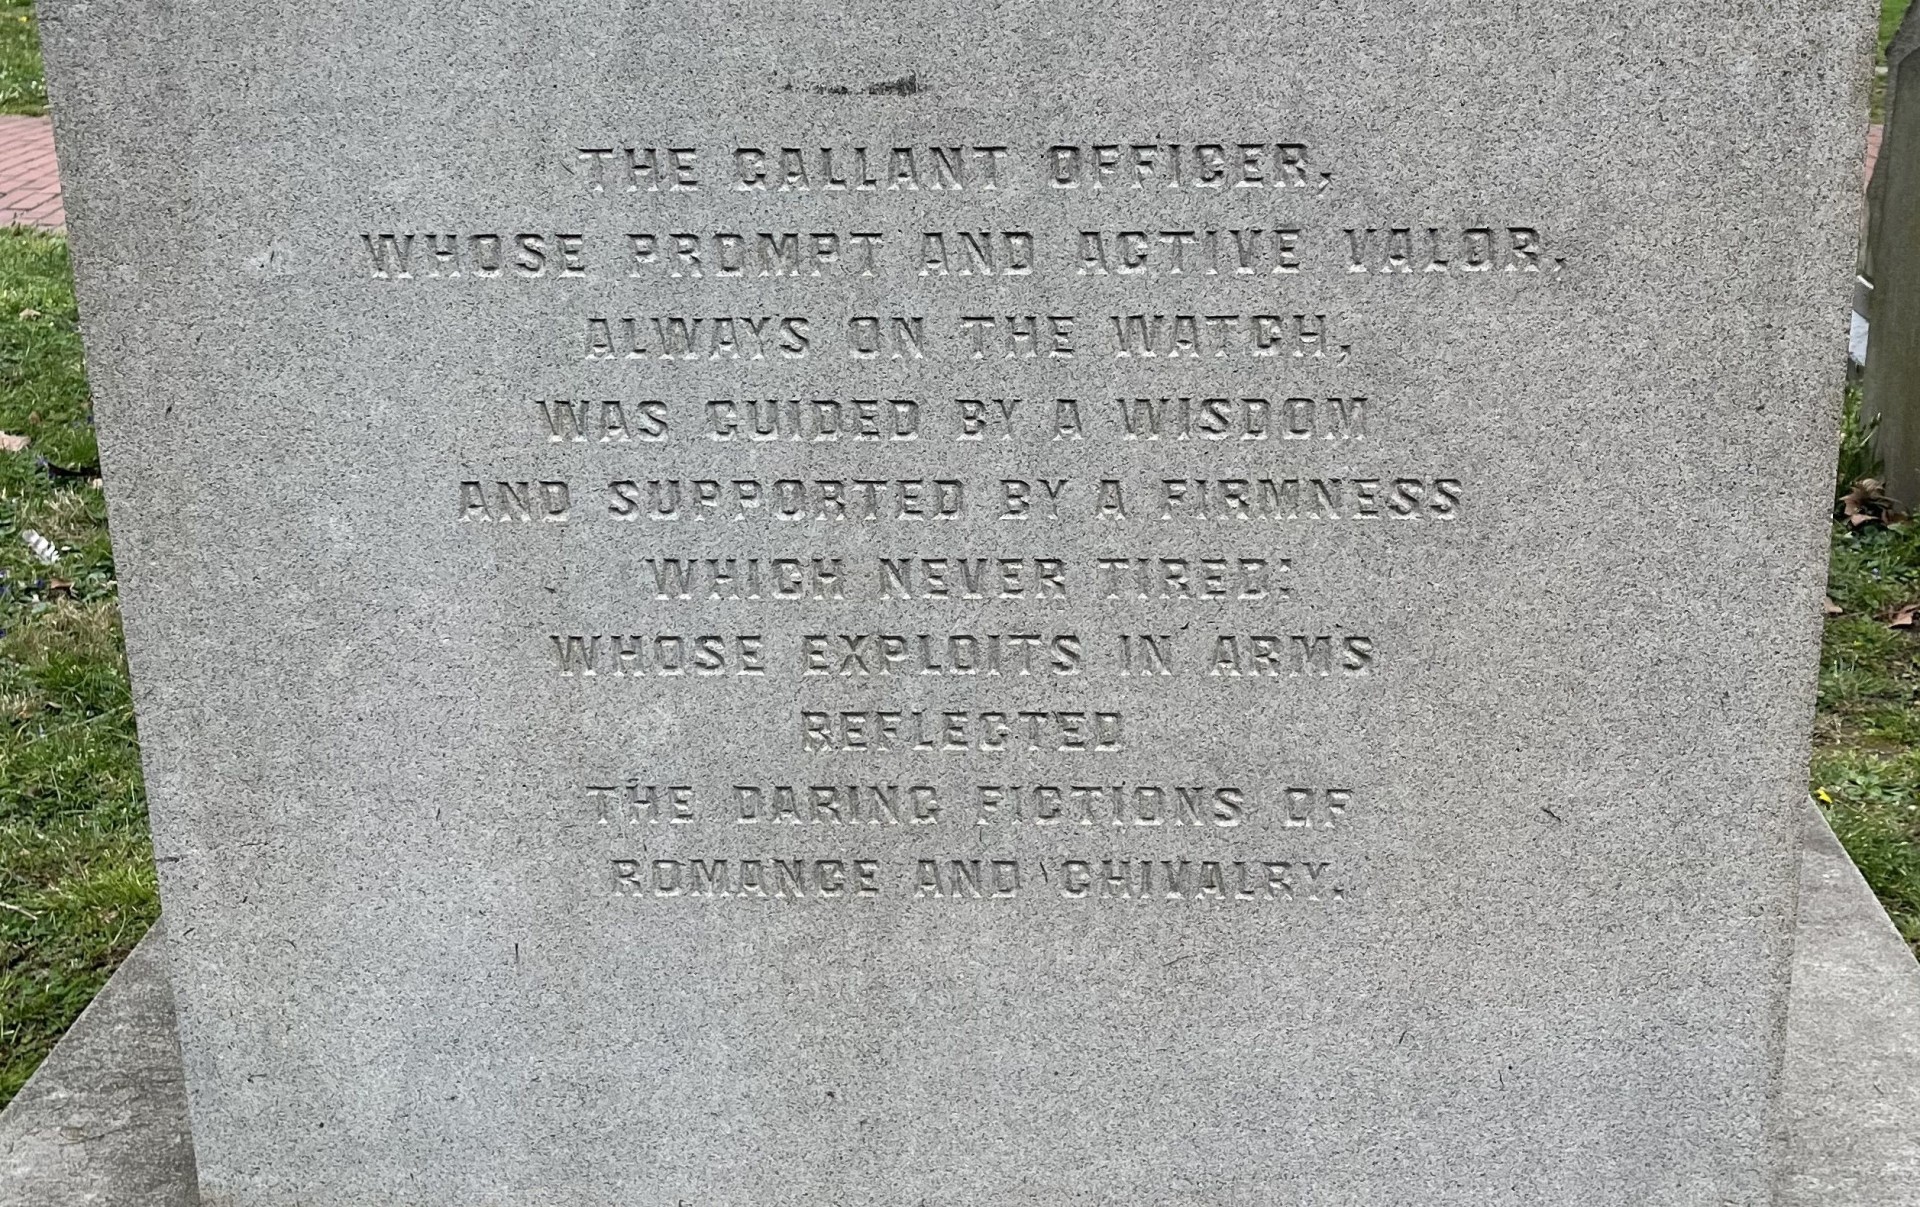 THE GALLANT OFFICER,
WHOSE PROMPT AND ACTIVE VALOR,
ALWAYS ON THE WATCH,
WAS GUIDED BY A WISDOM
AND SUPPORTED BY A FIRMNESS
WHICH NEVER TIRED:
WHOSE EXPLOITS IN ARMS
REFLECTED
THE DARING FICTIONS OF
ROMANCE AND CHIVALRY.